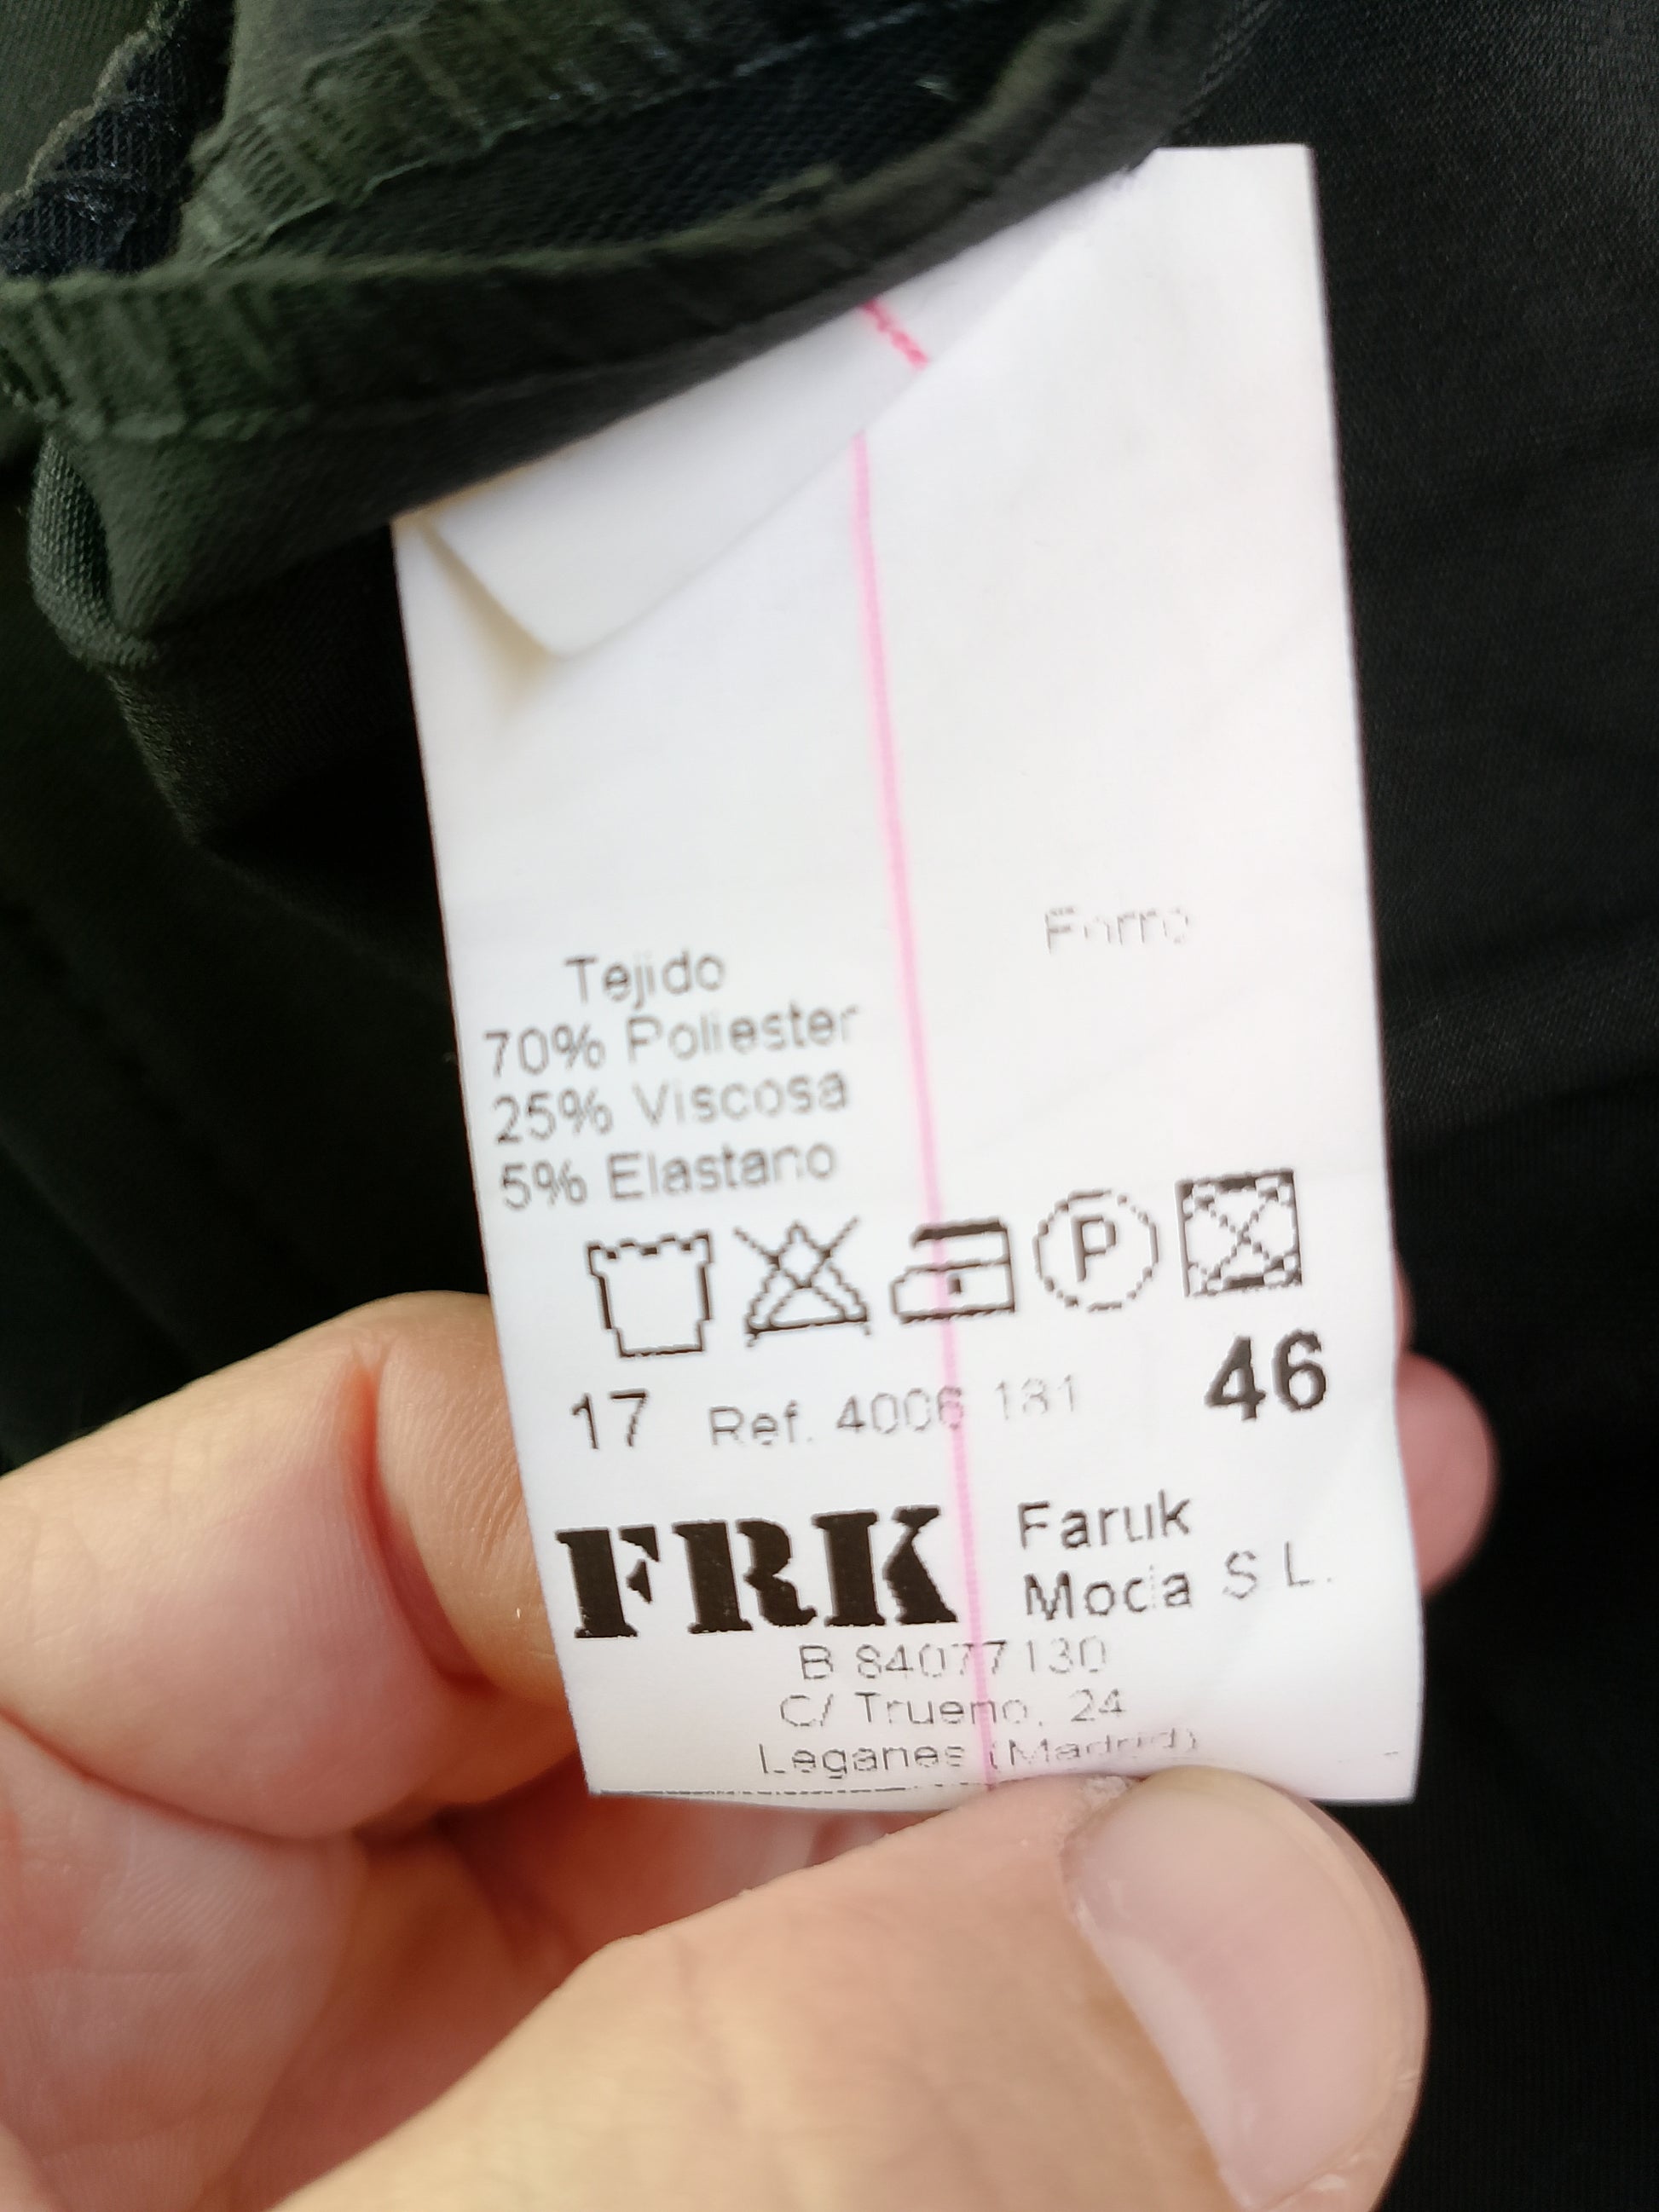 Forro
Tejido
70% Poliester
25% Viscosa
5% Elastano
P
17 Ref. 4006 181 46
FRK Faruk
Moda S L.
B 84077130
C/ Trueno, 24
Leganes (Madrid)